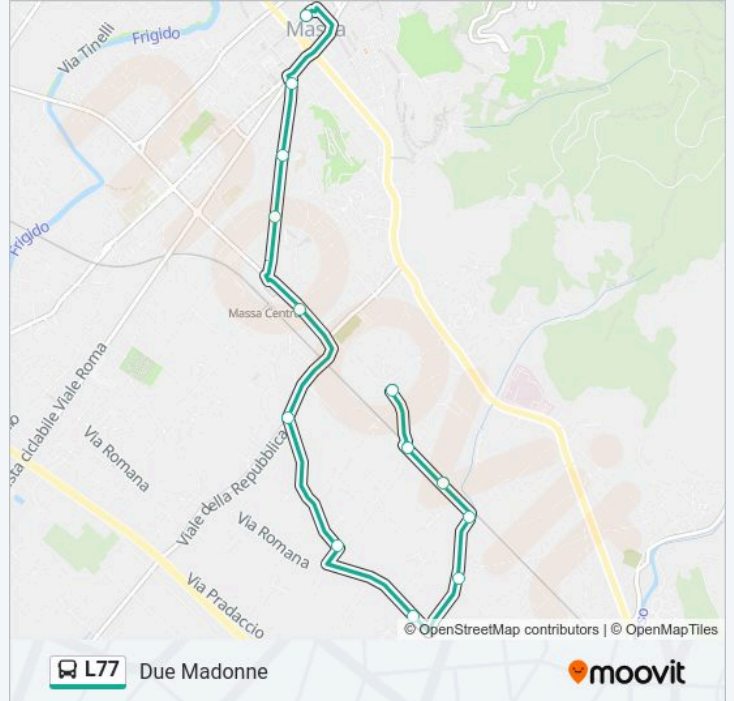 Via Tinelli
Frigido
Massa
Frigido
Massa Centro
sta ciclabile Viale Roma
Via Romana
Viale della Repubblica
Via Romana
Via Pradaccio
© OpenStreetMap contributors | © OpenMapTiles
L77
Due Madonne
moovit